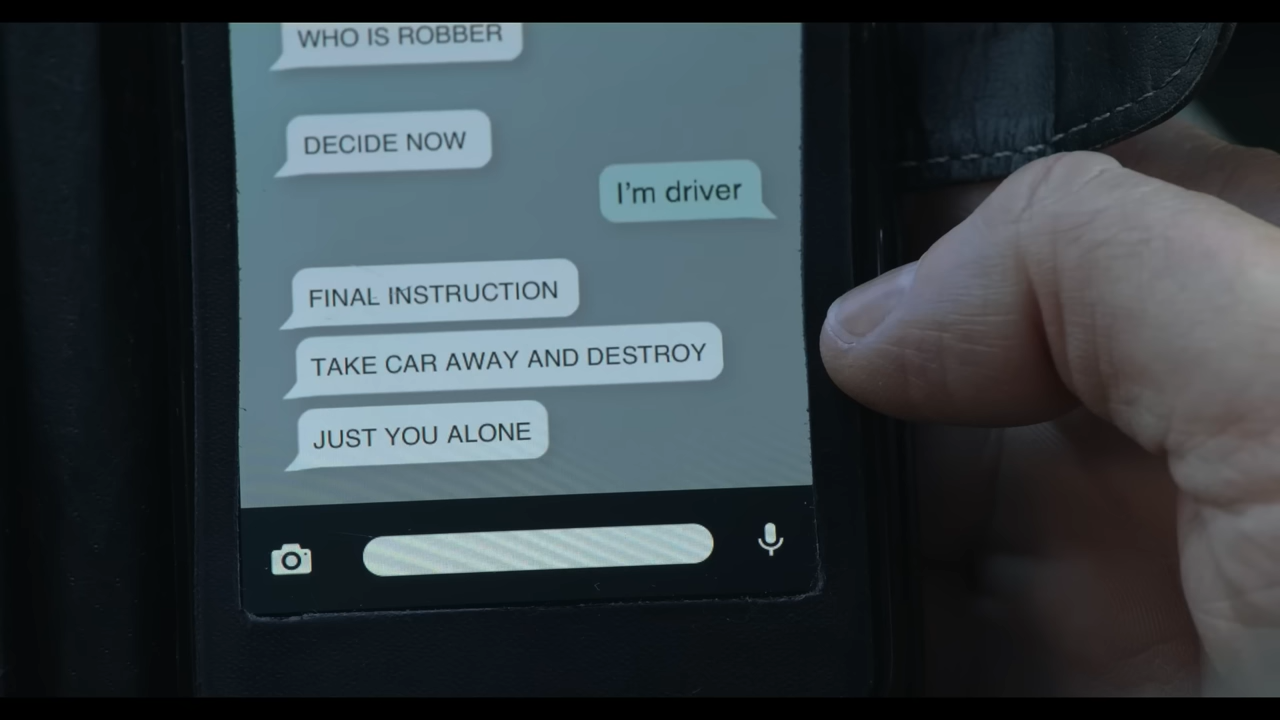 WHO IS ROBBER
DECIDE NOW
I'm driver
FINAL INSTRUCTION
TAKE CAR AWAY AND DESTROY
JUST YOU ALONE